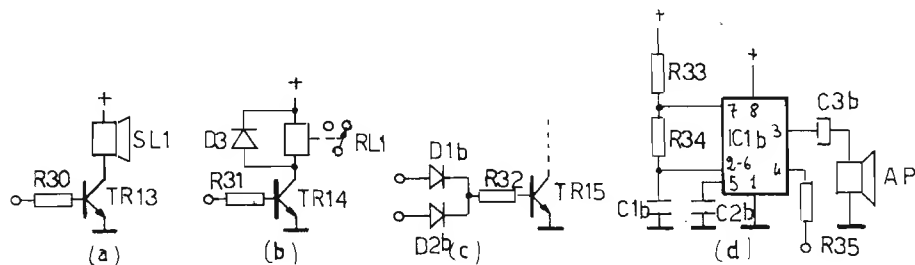 +
SL1
R30
TR13
(a)
+
D3
RL1
R31
TR14
(b)
D1b
R32
TR15
D2b
(c)
+
R33
+
7 8
C3b
R34
IC1b
3
2-6
5 1 4
AP
C1b
C2b
R35
(d)